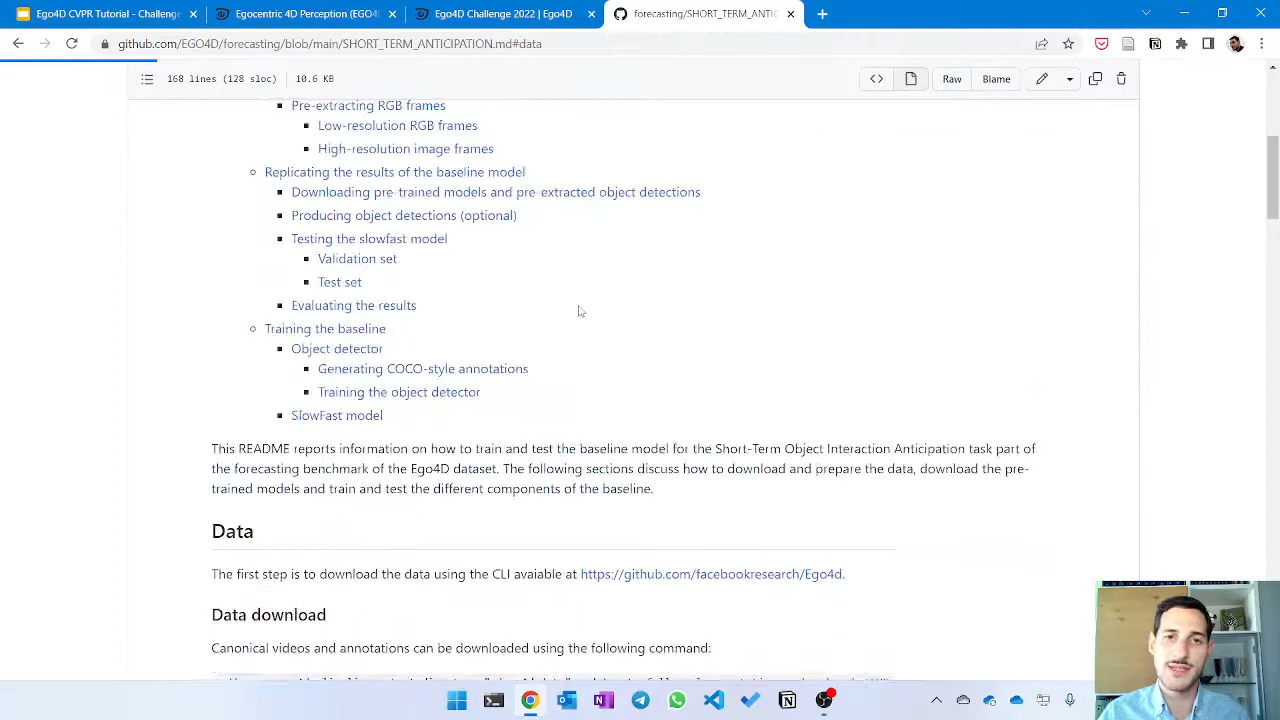 Ego4D CVPR Tutorial - Challenge
Egocentric 4D Perception (EGO4
Ego4D Challenge 2022 | Ego4D
forecasting/SHORT_TERM_ANTIC
github.com/EGO4D/forecasting/blob/main/SHORT_TERM_ANTICIPATION.md#data
168 lines (128 sloc) 10.6 KB
Raw Blame
Pre-extracting RGB frames
Low-resolution RGB frames
High-resolution image frames
Replicating the results of the baseline model
Downloading pre-trained models and pre-extracted object detections
Producing object detections (optional)
Testing the slowfast model
Validation set
Test set
Evaluating the results
Training the baseline
Object detector
Generating COCO-style annotations
Training the object detector
SlowFast model
This README reports information on how to train and test the baseline model for the Short-Term Object Interaction Anticipation task part of
the forecasting benchmark of the Ego4D dataset. The following sections discuss how to download and prepare the data, download the pre-
trained models and train and test the different components of the baseline.
Data
The first step is to download the data using the CLI avaiable at https://github.com/facebookresearch/Ego4d.
Data download
Canonical videos and annotations can be downloaded using the following command: